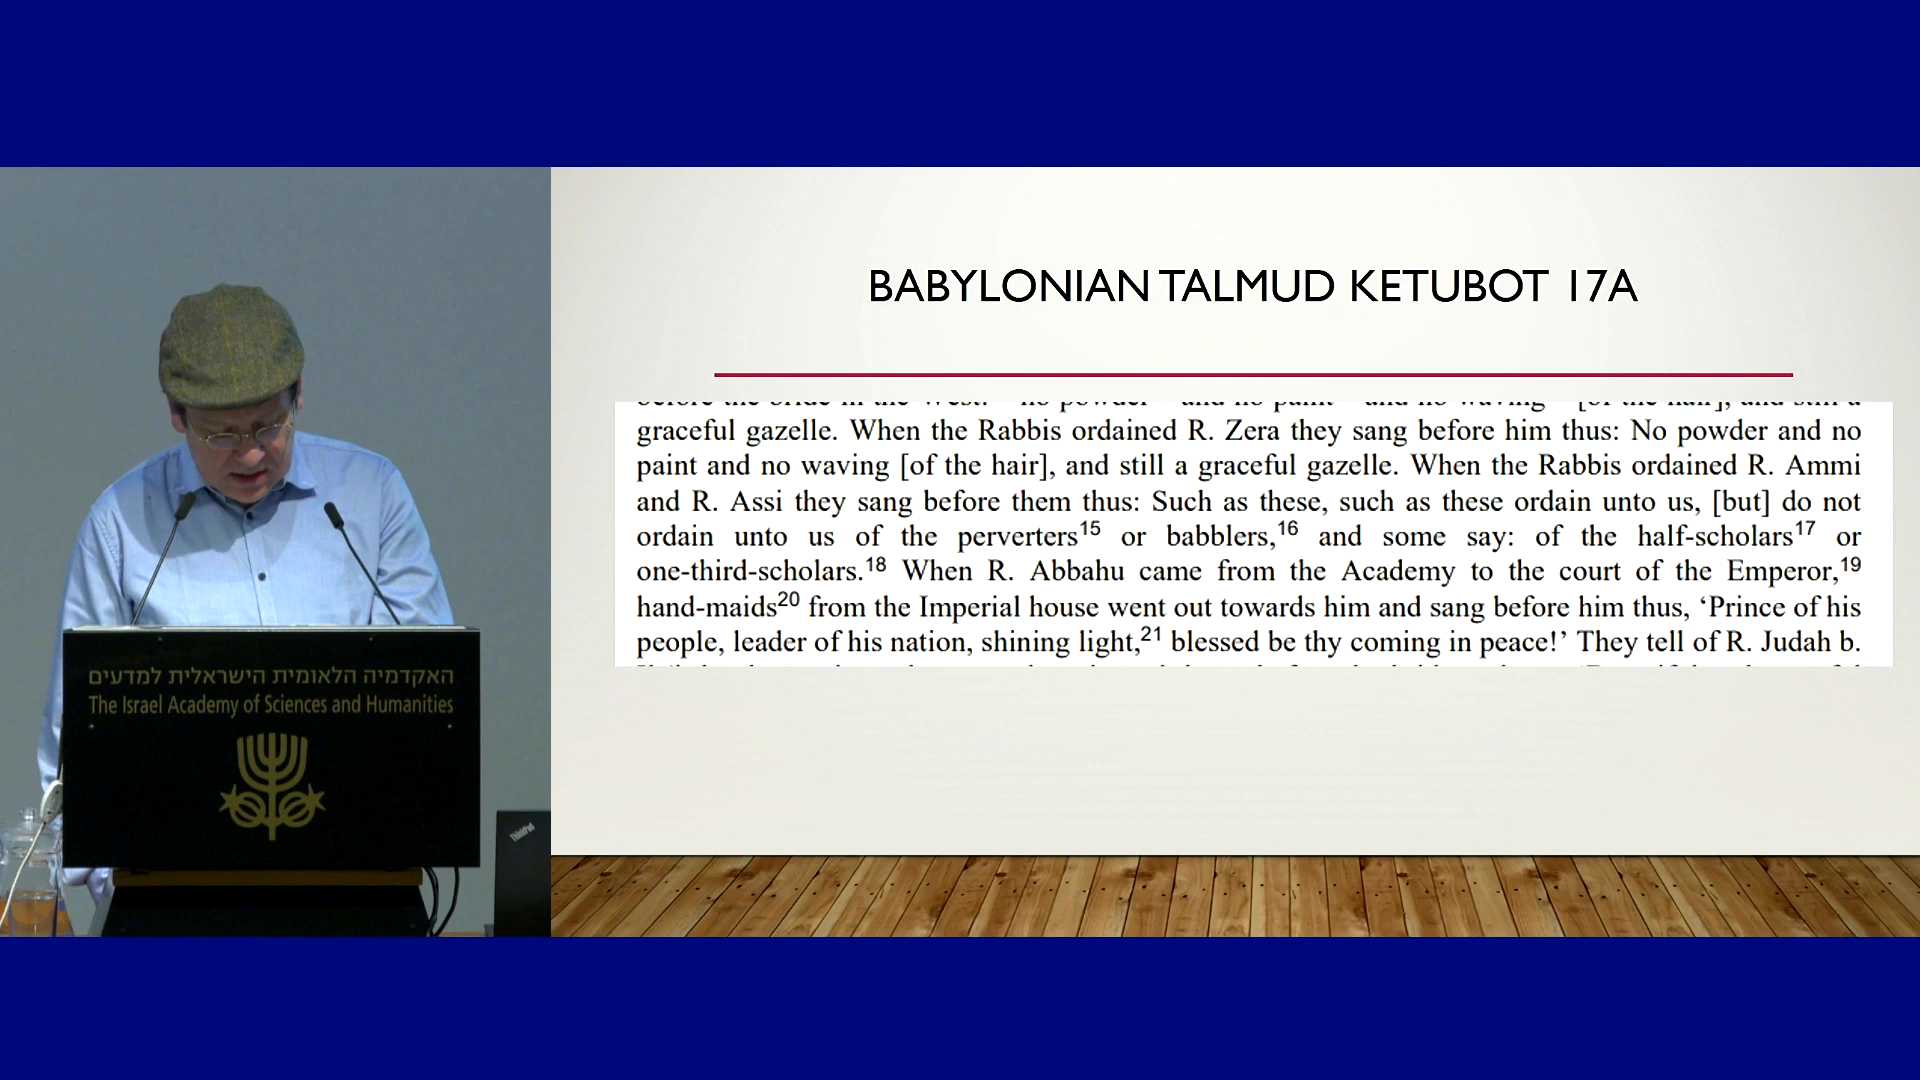 BABYLONIAN TALMUD KETUBOT 17A
graceful gazelle. When the Rabbis ordained R. Zera they sang before him thus: No powder and no
paint and no waving [of the hair], and still a graceful gazelle. When the Rabbis ordained R. Ammi
and R. Assi they sang before them thus: Such as these, such as these ordain unto us, [but] do not
ordain unto us of the perverters15 or babblers,16 and some say: of the half-scholars17 or
one-third-scholars.18 When R. Abbahu came from the Academy to the court of the Emperor,19
hand-maids20 from the Imperial house went out towards him and sang before him thus, ‘Prince of his
people, leader of his nation, shining light,21 blessed be thy coming in peace!’ They tell of R. Judah b.
האקדמיה הלאומית הישראלית למדעים
The Israel Academy of Sciences and Humanities
ThinkPad